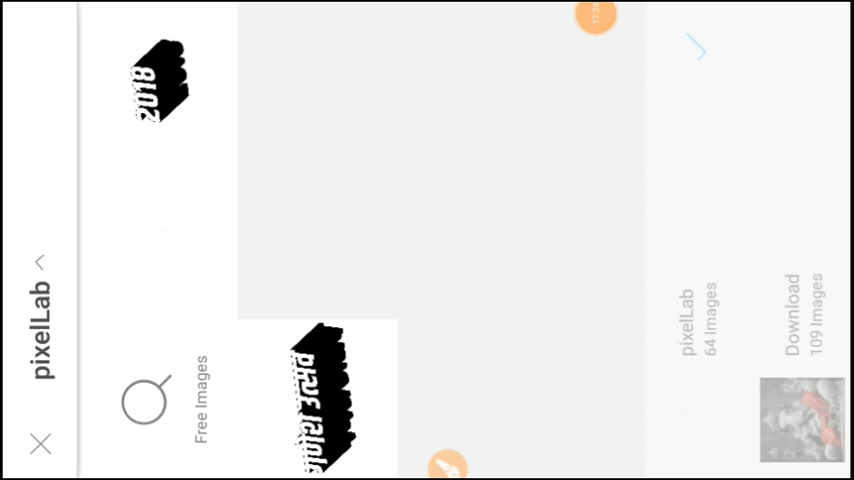 pixelLab
Free Images
2018
pixelLab
64 Images
Download
109 Images